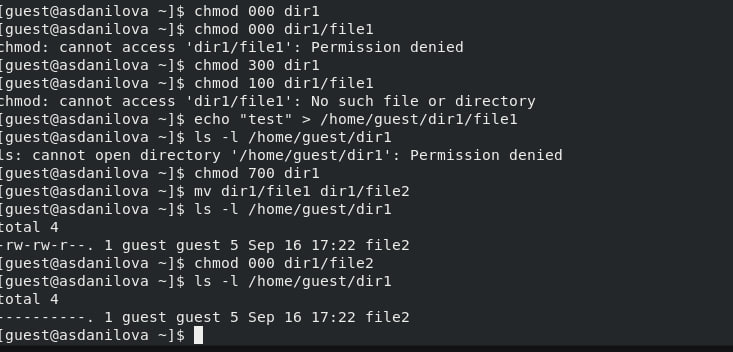 [guest@asdanilova ~]$ chmod 000 dir1
[guest@asdanilova ~]$ chmod 000 dir1/file1
chmod: cannot access 'dir1/file1': Permission denied
[guest@asdanilova ~]$ chmod 300 dir1
[guest@asdanilova ~]$ chmod 100 dir1/file1
chmod: cannot access 'dir1/file1': No such file or directory
[guest@asdanilova ~]$ echo "test" > /home/guest/dir1/file1
[guest@asdanilova ~]$ ls -l /home/guest/dir1
ls: cannot open directory '/home/guest/dir1': Permission denied
[guest@asdanilova ~]$ chmod 700 dir1
[guest@asdanilova ~]$ mv dir1/file1 dir1/file2
[guest@asdanilova ~]$ ls -l /home/guest/dir1
total 4
-rw-rw-r--. 1 guest guest 5 Sep 16 17:22 file2
[guest@asdanilova ~]$ chmod 000 dir1/file2
[guest@asdanilova ~]$ ls -l /home/guest/dir1
total 4
----------. 1 guest guest 5 Sep 16 17:22 file2
[guest@asdanilova ~]$